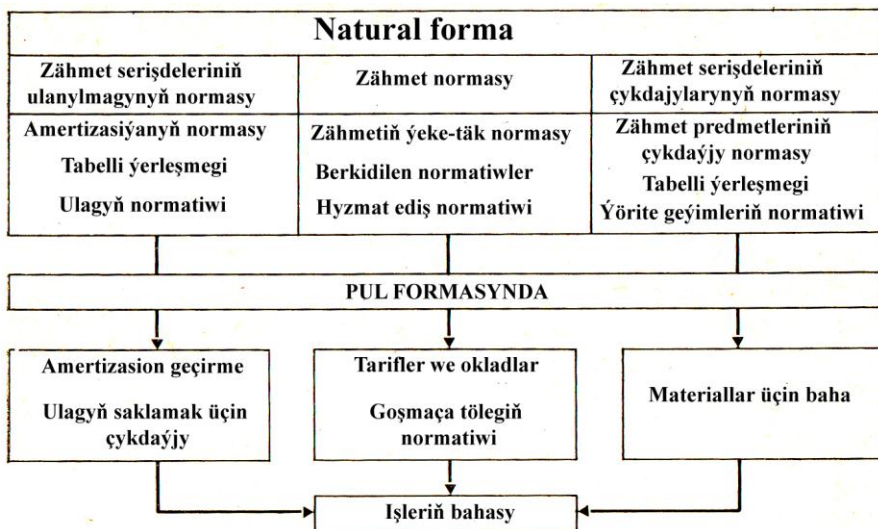 Natural forma
Zähmet serişdeleriniň
ulanylmagynyň normasy
Zähmet normasy
Zähmet serişdeleriniň
çykdajylarynyň normasy
Amertizasiýanyň normasy
Tabelli ýerleşmegi
Ulagyň normatiwi
Zähmetiň ýeke-täk normasy
Berkidilen normatiwler
Hyzmat ediş normatiwi
Zähmet predmetleriniň
çykdaýjy normasy
Tabelli ýerleşmegi
Ýörite geýimleriň normatiwi
PUL FORMASYNDA
Amertizasion geçirme
Ulagyň saklamak üçin
çykdaýjy
Tarifler we okladlar
Goşmaça tölegiň
normatiwi
Materiallar üçin baha
Işleriň bahasy